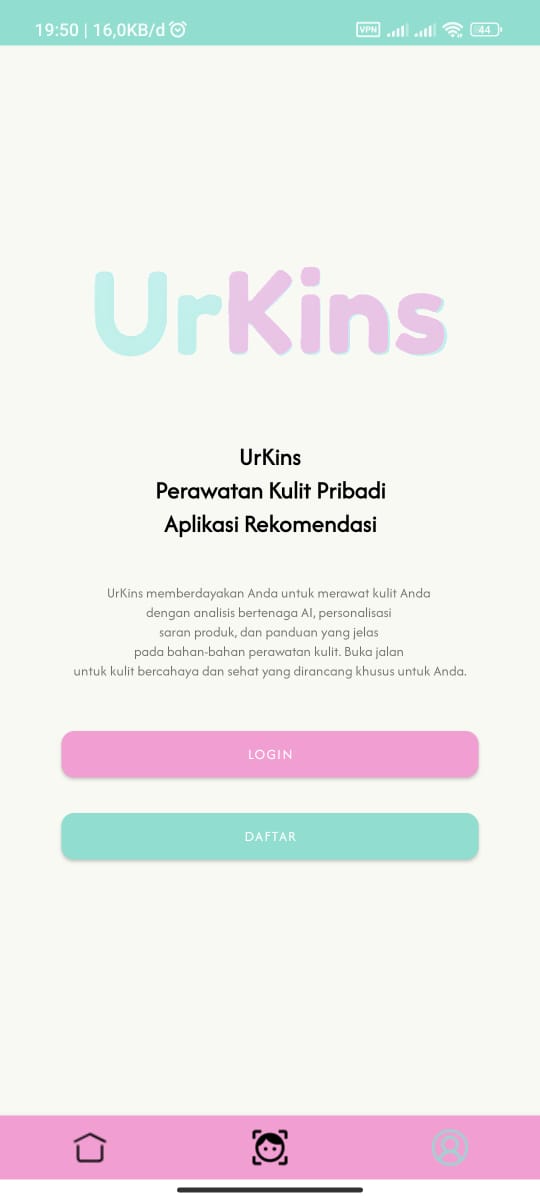 19:50 | 16,0KB/d
VPN
44
UrKins
UrKins
Perawatan Kulit Pribadi
Aplikasi Rekomendasi
UrKins memberdayakan Anda untuk merawat kulit Anda
dengan analisis bertenaga AI, personalisasi
saran produk, dan panduan yang jelas
pada bahan-bahan perawatan kulit. Buka jalan
untuk kulit bercahaya dan sehat yang dirancang khusus untuk Anda.
LOGIN
DAFTAR